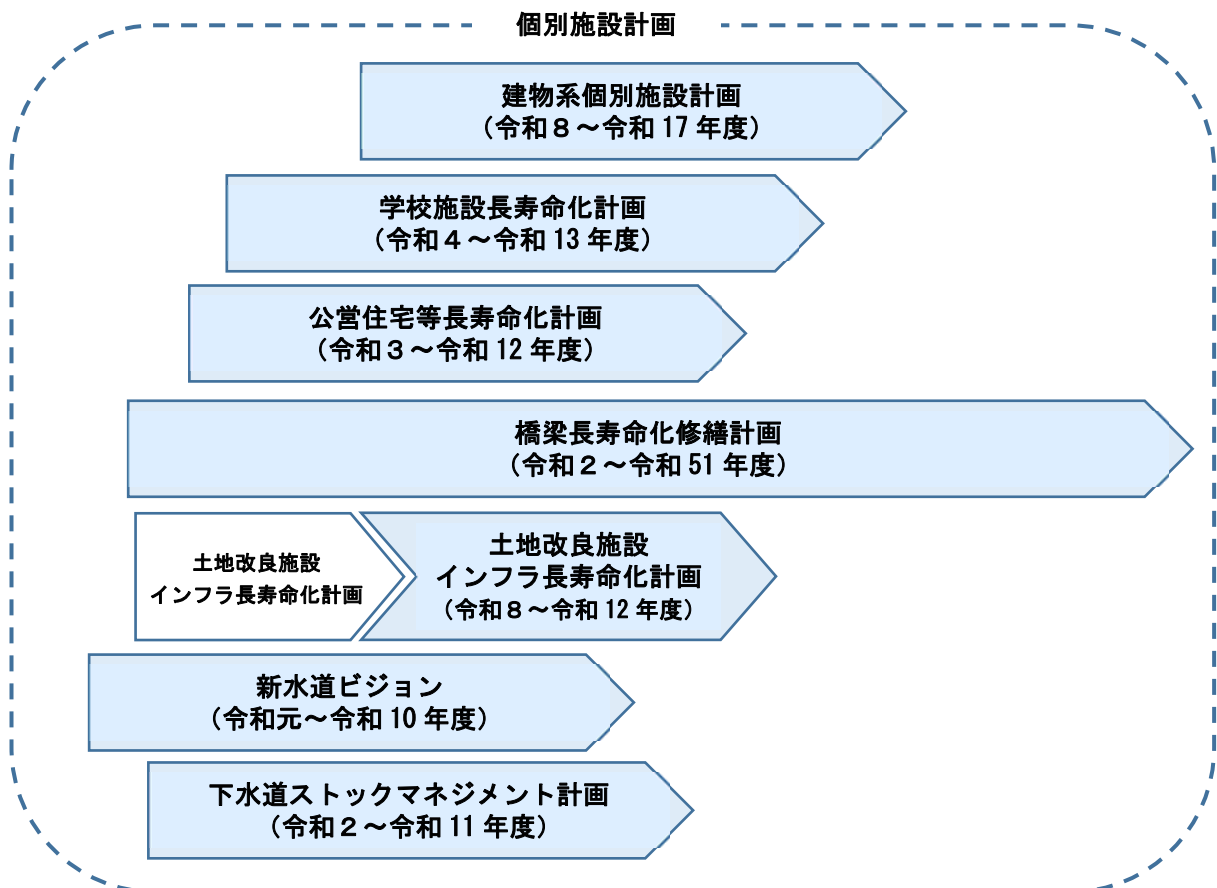 個別施設計画
建物系個別施設計画
（令和８～令和 17 年度）
学校施設長寿命化計画
（令和４～令和 13 年度）
公営住宅等長寿命化計画
（令和３～令和 12 年度）
橋梁長寿命化修繕計画
（令和２～令和 51 年度）
土地改良施設
インフラ長寿命化計画
土地改良施設
インフラ長寿命化計画
（令和８～令和 12 年度）
新水道ビジョン
（令和元～令和 10 年度）
下水道ストックマネジメント計画
（令和２～令和 11 年度）